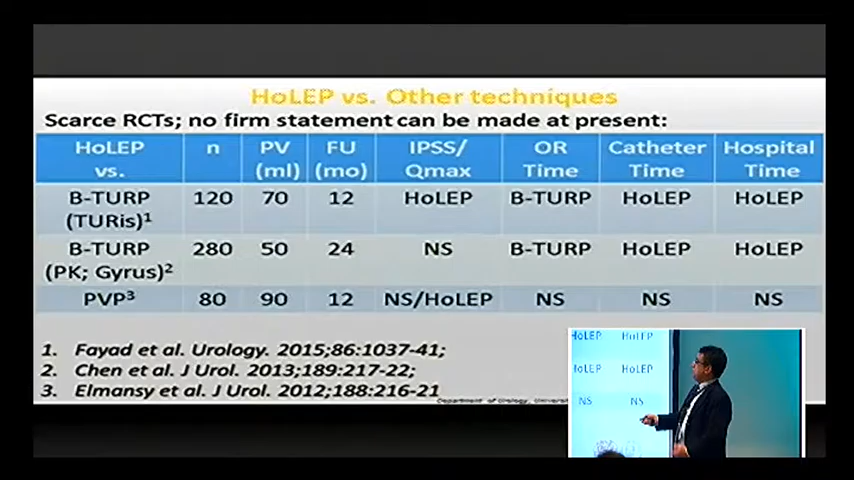 HoLEP vs. Other techniques
Scarce RCTs; no firm statement can be made at present:
HoLEP vs. n PV (ml) FU (mo) IPSS/ Qmax OR Time Catheter Time Hospital Time
B-TURP (TURis)1 120 70 12 HoLEP B-TURP HoLEP HoLEP
B-TURP (PK; Gyrus)2 280 50 24 NS B-TURP HoLEP HoLEP
PVP3 80 90 12 NS/HoLEP NS NS NS
1. Fayad et al. Urology. 2015;86:1037-41;
2. Chen et al. J Urol. 2013;189:217-22;
3. Elmansy et al. J Urol. 2012;188:216-21
Department of Urology,
HoLEP HoLEP
HoLEP HoLEP
NS NS